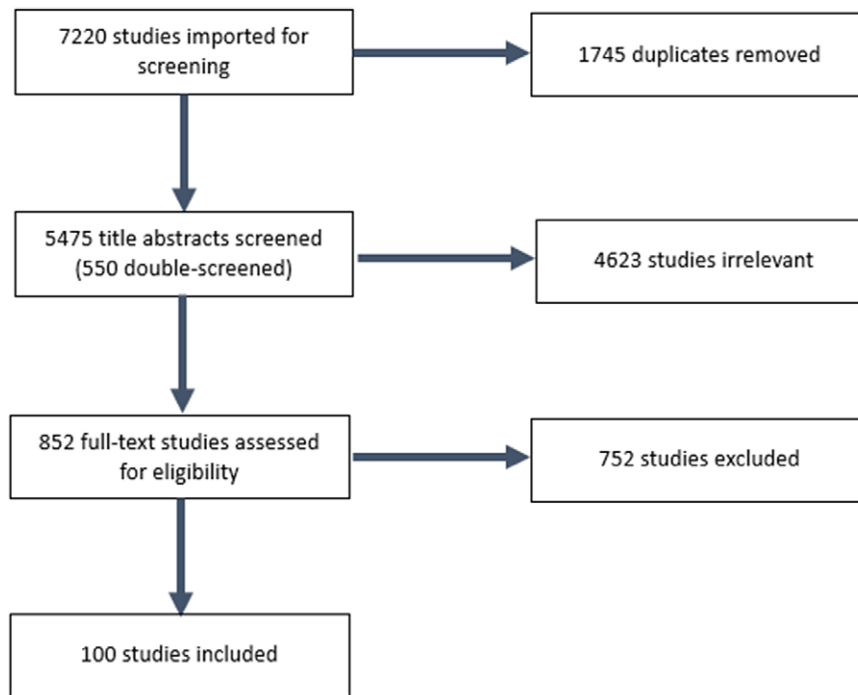 7220 studies imported for
screening
1745 duplicates removed
5475 title abstracts screened
(550 double-screened)
4623 studies irrelevant
852 full-text studies assessed
for eligibility
752 studies excluded
100 studies included